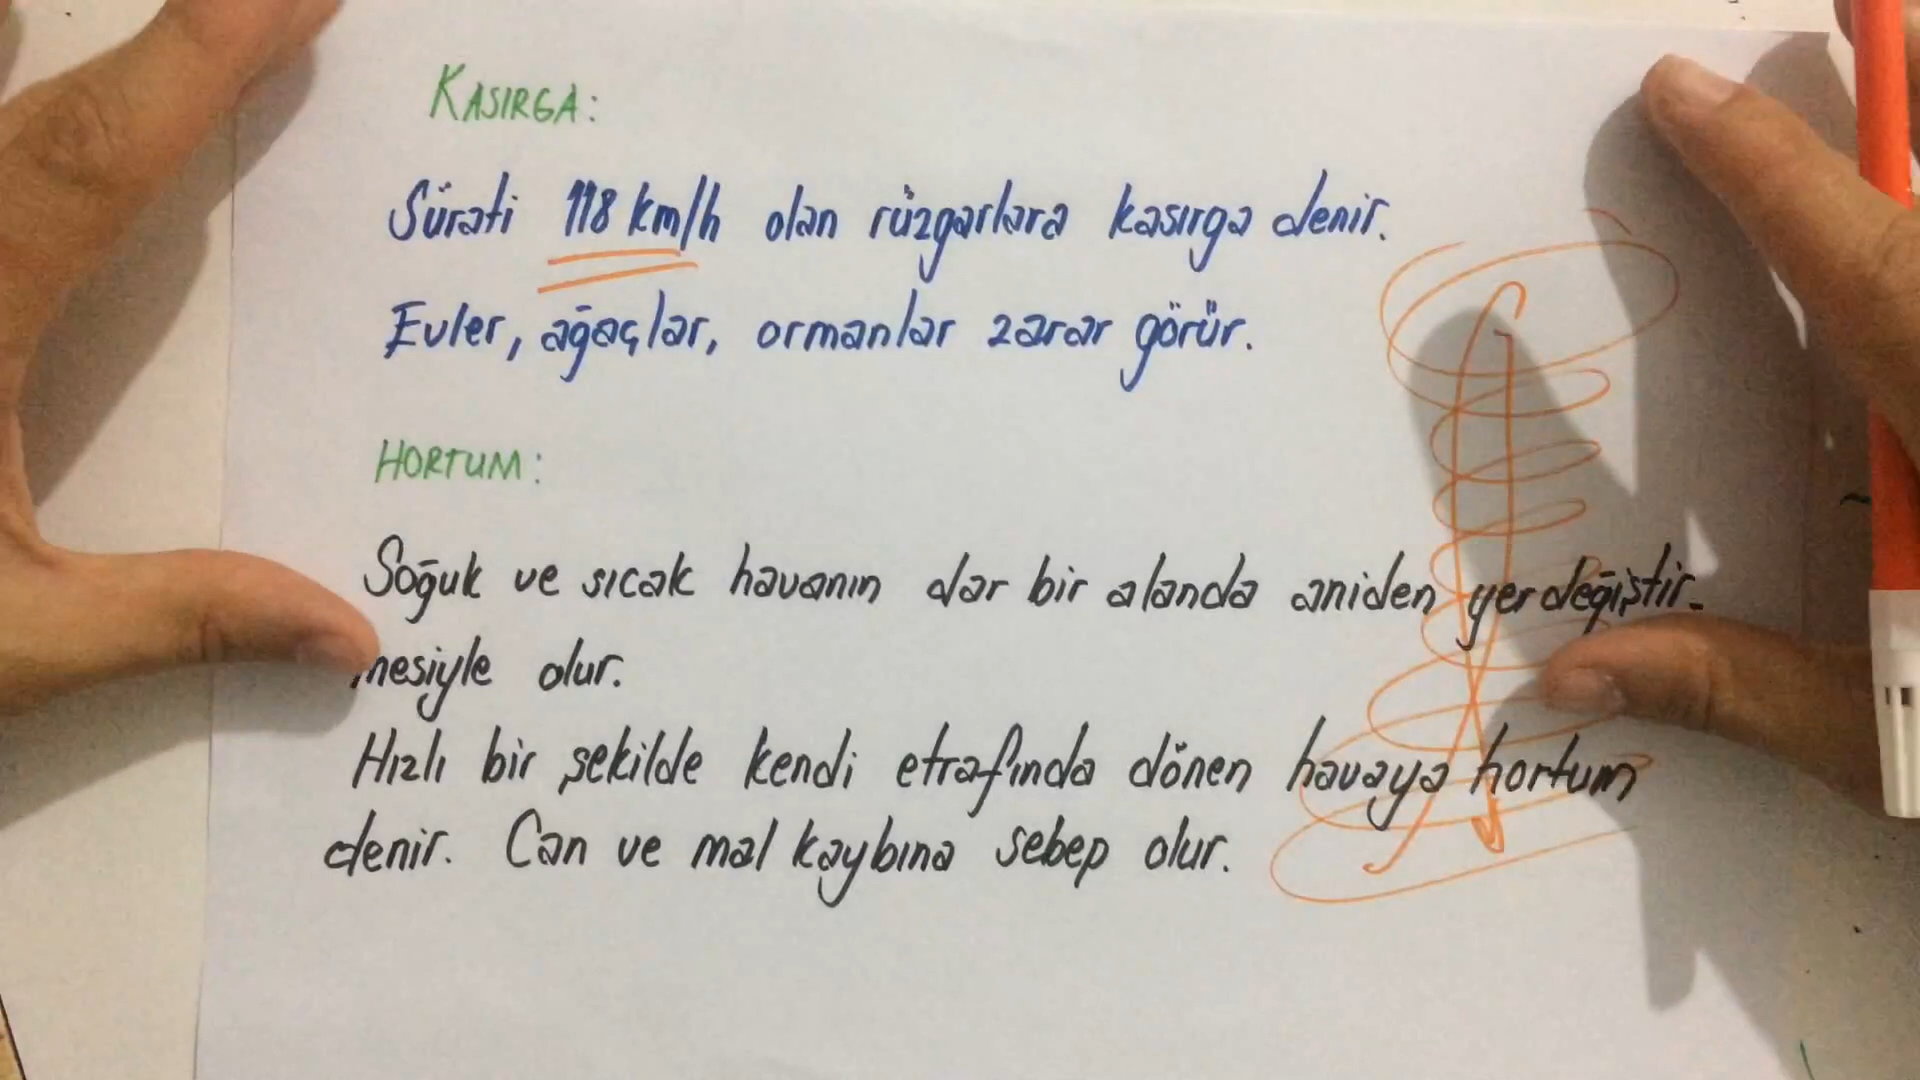 KASIRGA:
Sürati 118 km/h olan rüzgarlara kasırga denir.
Evler, ağaçlar, ormanlar zarar görür.
HORTUM:
Soğuk ve sıcak havanın dar bir alanda aniden yerdeğiştir-
mesiyle olur.
Hızlı bir şekilde kendi etrafında dönen havaya hortum
denir. Can ve mal kaybına sebep olur.